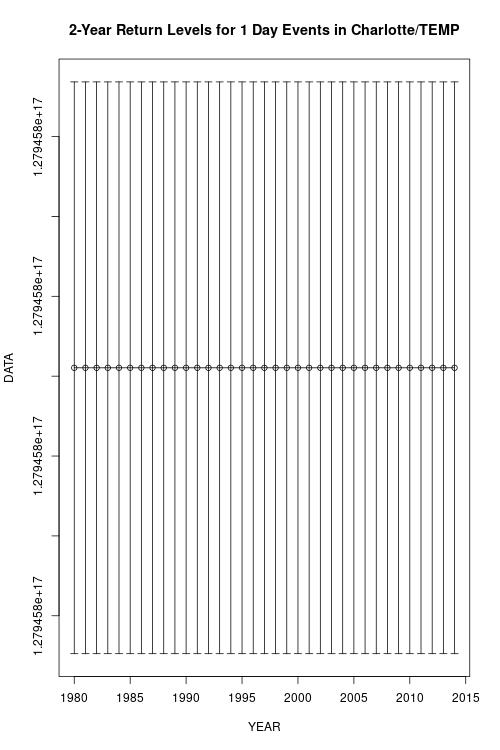 2-Year Return Levels for 1 Day Events in Charlotte/TEMP
1.279458e+17
1.279458e+17
1.279458e+17
1.279458e+17
DATA
1980 1985 1990 1995 2000 2005 2010 2015
YEAR